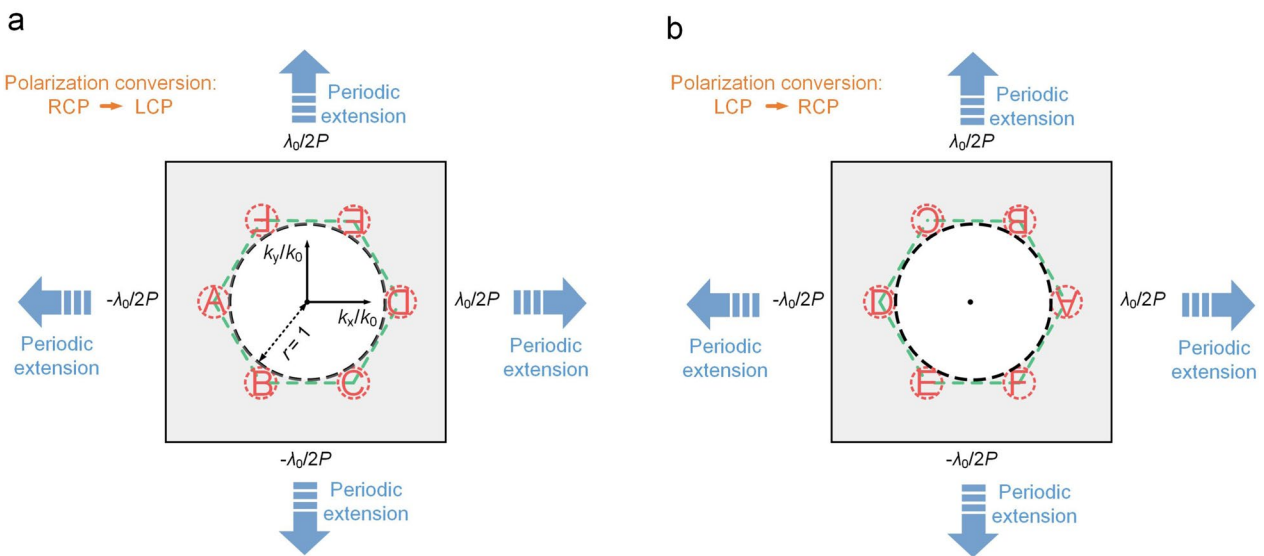 a
Polarization conversion:
RCP → LCP
Periodic
extension
λ₀/2P
F
E
k_y/k₀
-λ₀/2P
A
D
λ₀/2P
k_x/k₀
r = 1
Periodic
extension
Periodic
extension
B
C
-λ₀/2P
Periodic
extension
b
Polarization conversion:
LCP → RCP
Periodic
extension
λ₀/2P
C
B
-λ₀/2P
D
A
λ₀/2P
Periodic
extension
Periodic
extension
E
F
-λ₀/2P
Periodic
extension